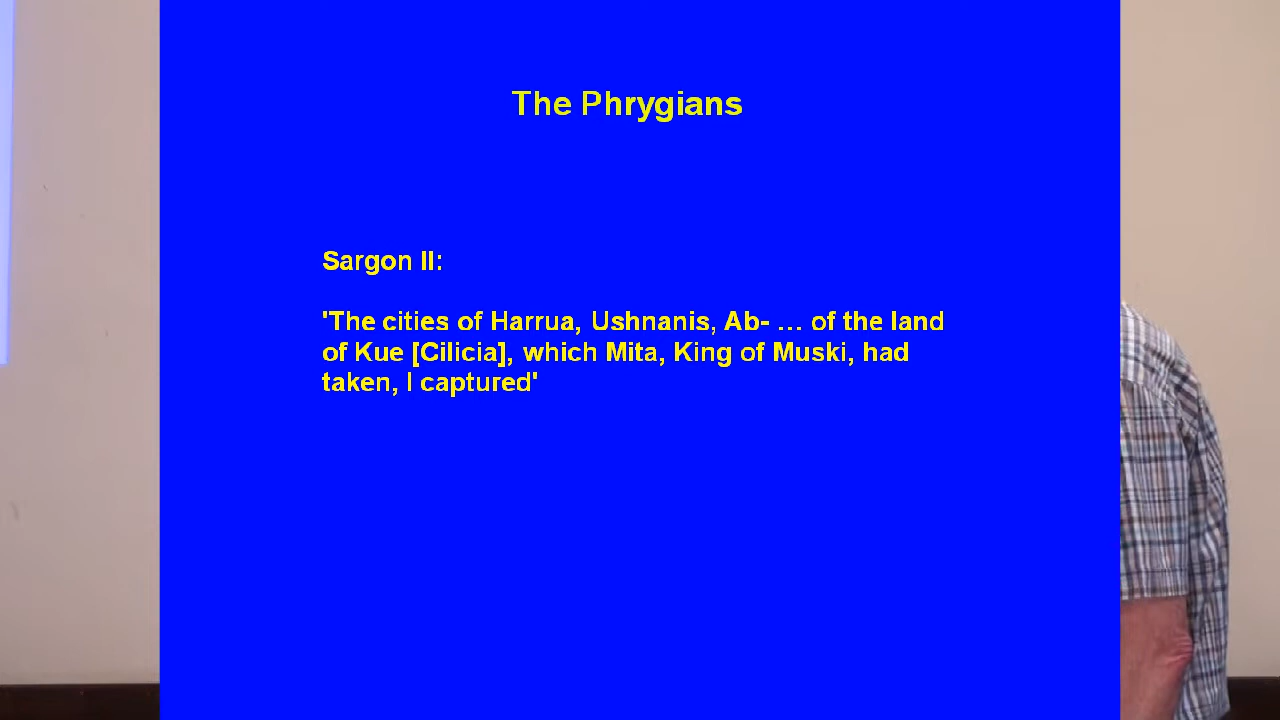 The Phrygians
Sargon II:
'The cities of Harrua, Ushnanis, Ab- ... of the land
of Kue [Cilicia], which Mita, King of Muski, had
taken, I captured'